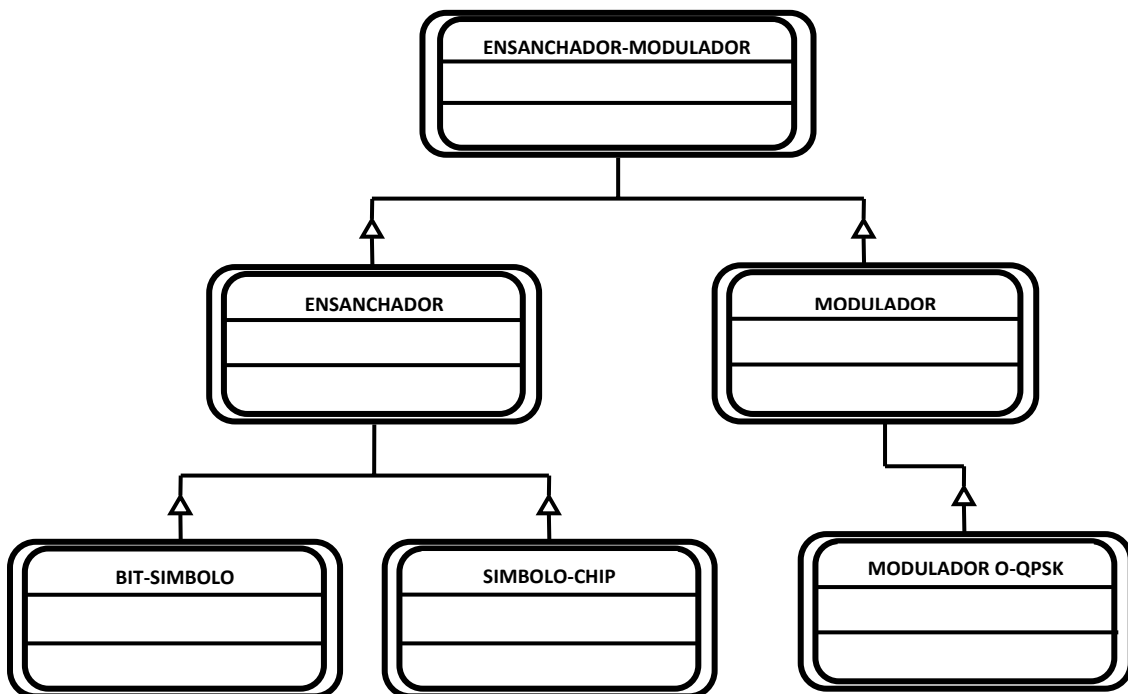 ENSANCHADOR-MODULADOR
ENSANCHADOR
MODULADOR
BIT-SIMBOLO
SIMBOLO-CHIP
MODULADOR O-QPSK